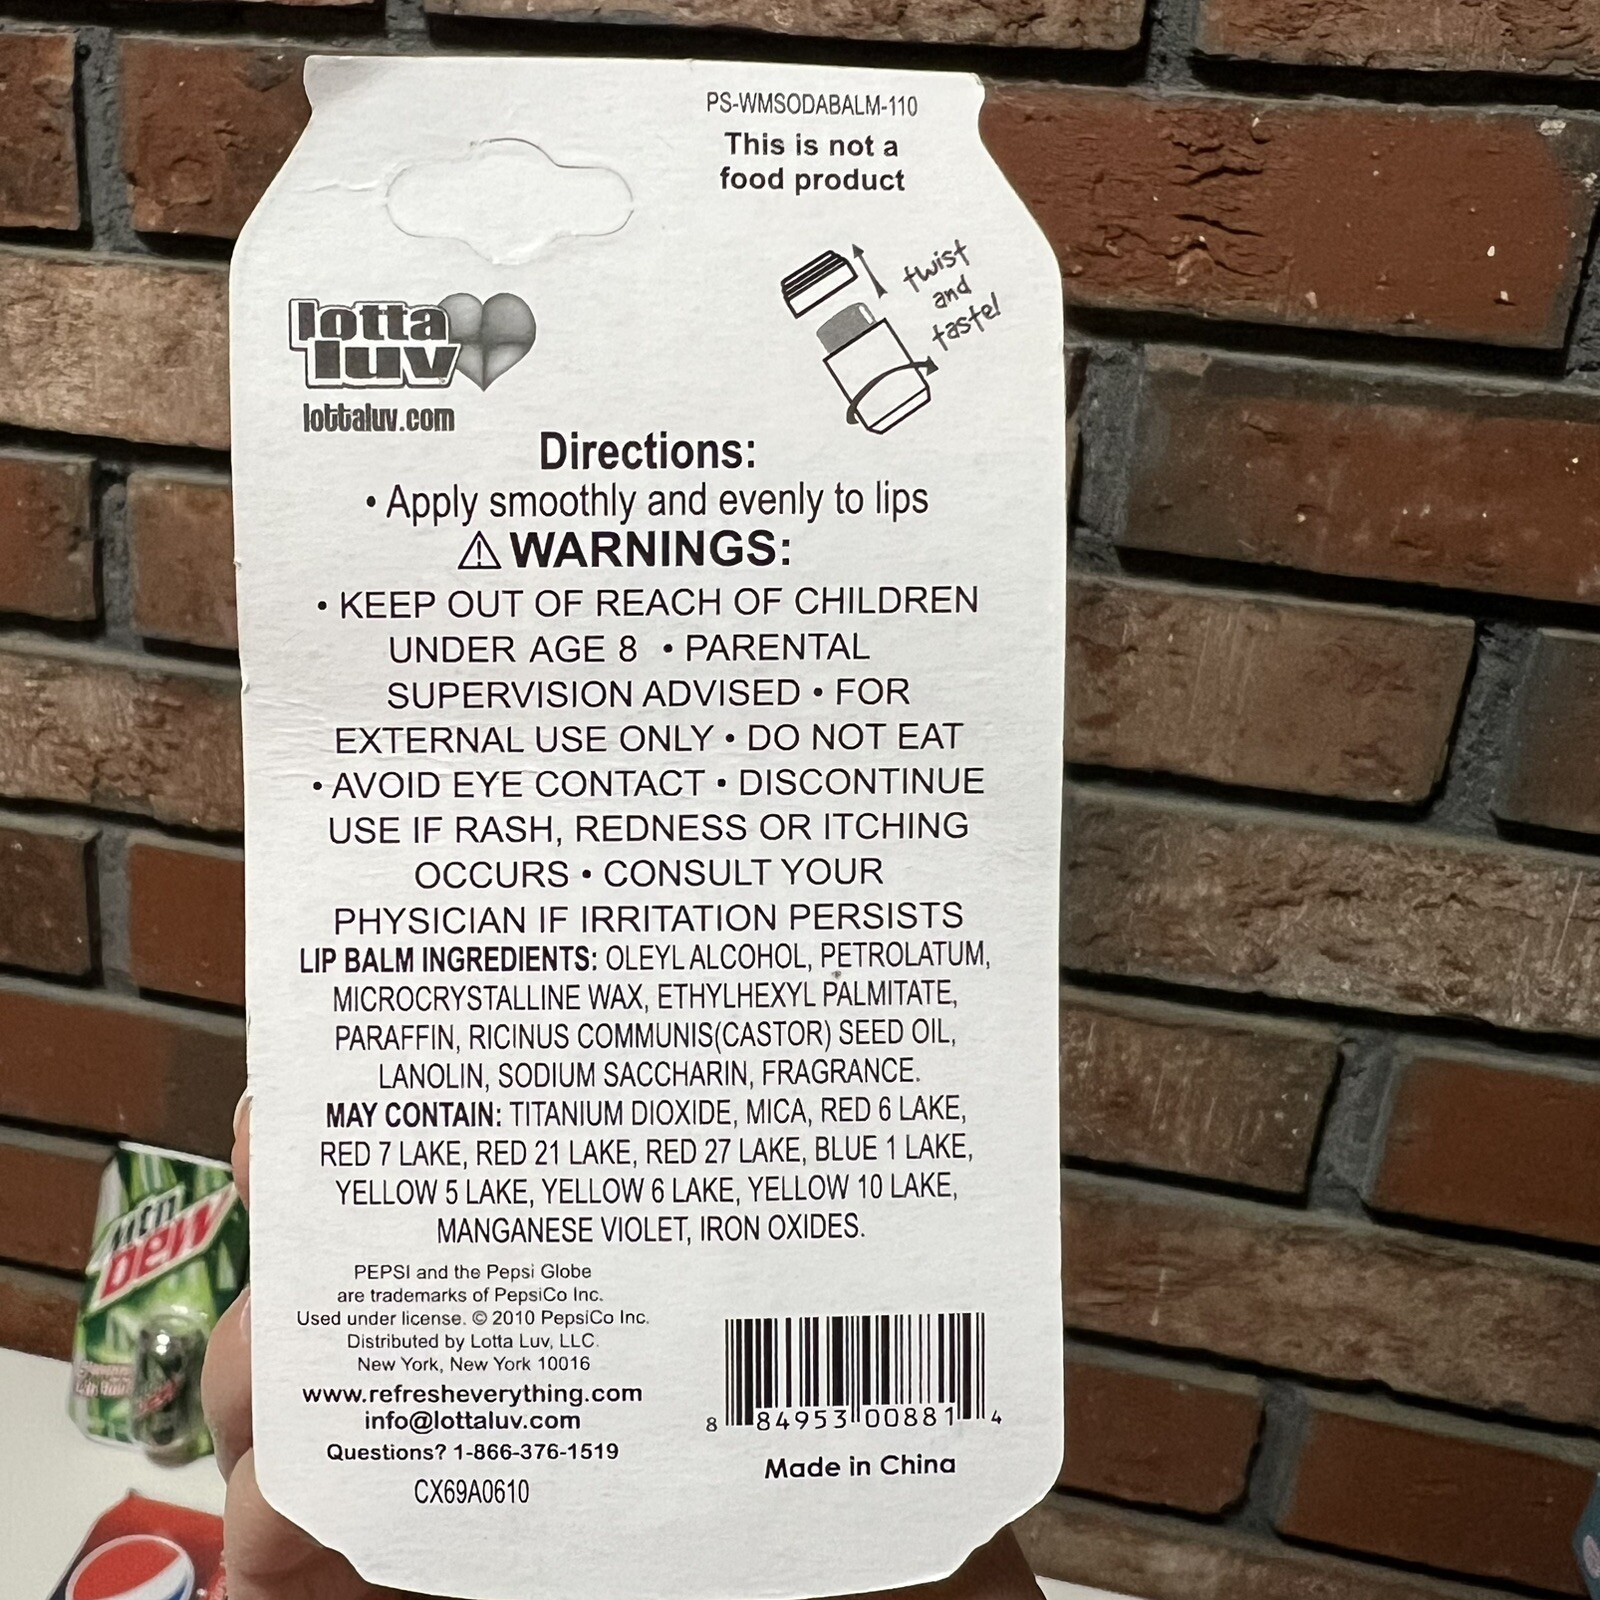 PS-WMSODABALM-110
This is not a
food product
twist
and
taste!
lotta
luv
lottaluv.com
Directions:
• Apply smoothly and evenly to lips
⚠ WARNINGS:
• KEEP OUT OF REACH OF CHILDREN
UNDER AGE 8 • PARENTAL
SUPERVISION ADVISED • FOR
EXTERNAL USE ONLY • DO NOT EAT
• AVOID EYE CONTACT • DISCONTINUE
USE IF RASH, REDNESS OR ITCHING
OCCURS • CONSULT YOUR
PHYSICIAN IF IRRITATION PERSISTS
LIP BALM INGREDIENTS: OLEYL ALCOHOL, PETROLATUM,
MICROCRYSTALLINE WAX, ETHYLHEXYL PALMITATE,
PARAFFIN, RICINUS COMMUNIS(CASTOR) SEED OIL,
LANOLIN, SODIUM SACCHARIN, FRAGRANCE.
MAY CONTAIN: TITANIUM DIOXIDE, MICA, RED 6 LAKE,
RED 7 LAKE, RED 21 LAKE, RED 27 LAKE, BLUE 1 LAKE,
YELLOW 5 LAKE, YELLOW 6 LAKE, YELLOW 10 LAKE,
MANGANESE VIOLET, IRON OXIDES.
PEPSI and the Pepsi Globe
are trademarks of PepsiCo Inc.
Used under license. © 2010 PepsiCo Inc.
Distributed by Lotta Luv, LLC.
New York, New York 10016
www.refresheverything.com
info@lottaluv.com
Questions? 1-866-376-1519
CX69A0610
8 84953 00881 4
Made in China
Mtn
Dew